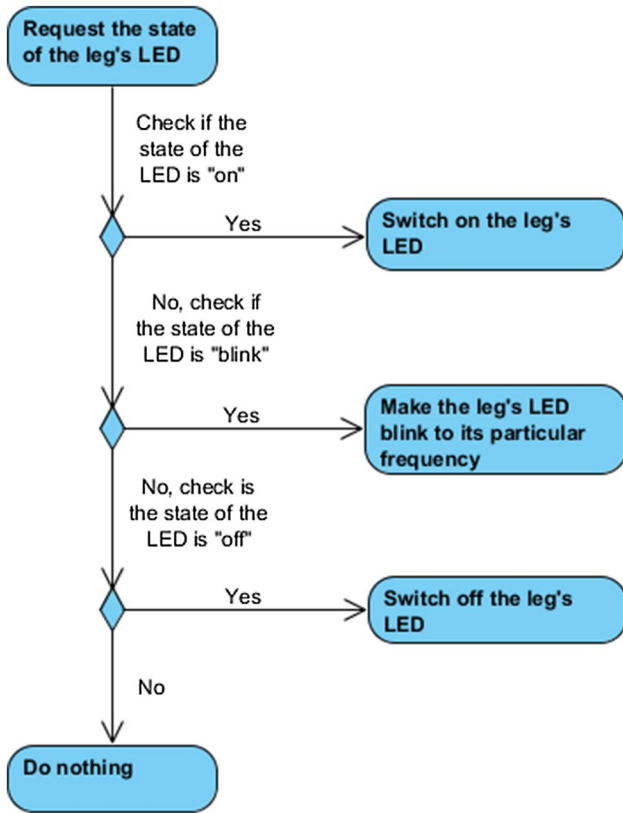 Request the state
of the leg's LED
Check if the
state of the
LED is "on"
Yes
Switch on the leg's
LED
No, check if
the state of the
LED is "blink"
Yes
Make the leg's LED
blink to its particular
frequency
No, check is
the state of the
LED is "off"
Yes
Switch off the leg's
LED
No
Do nothing